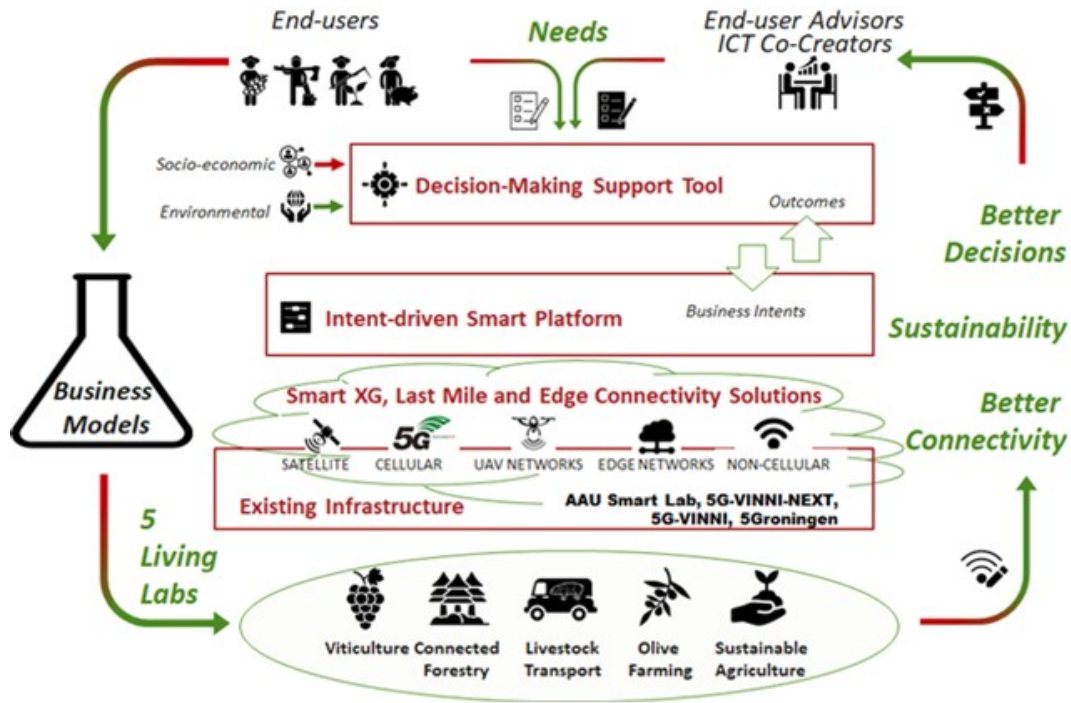 End-users
Needs
End-user Advisors
ICT Co-Creators
Socio-economic
Environmental
Decision-Making Support Tool
Outcomes
Better
Decisions
Intent-driven Smart Platform
Business Intents
Sustainability
Business
Models
Smart XG, Last Mile and Edge Connectivity Solutions
Better
Connectivity
5G
SATELLITE
CELLULAR
UAV NETWORKS
EDGE NETWORKS
NON-CELLULAR
Existing Infrastructure
AAU Smart Lab, 5G-VINNI-NEXT,
5G-VINNI, 5Groningen
5
Living
Labs
Viticulture
Connected
Forestry
Livestock
Transport
Olive
Farming
Sustainable
Agriculture